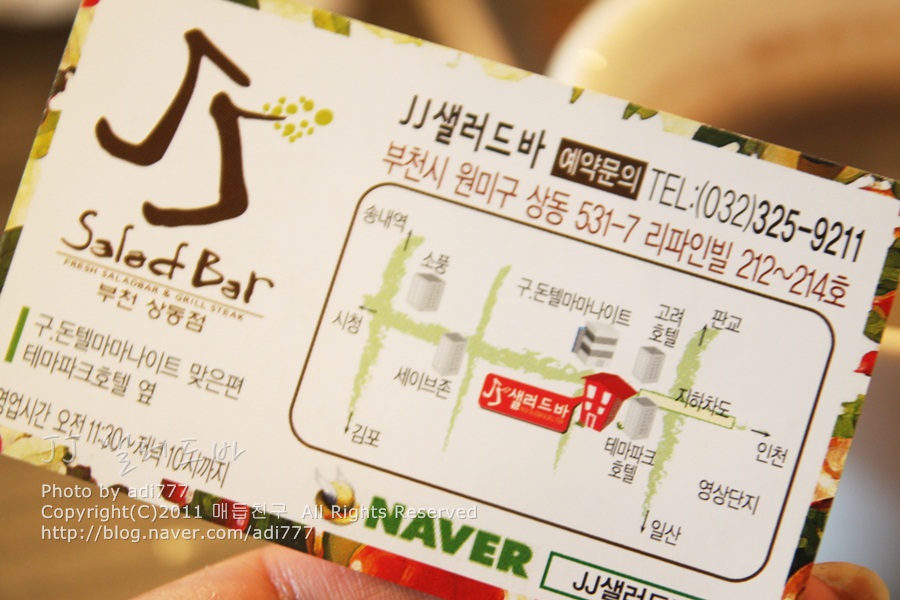 JJ
Salad Bar
FRESH SALADBAR & GRILL STEAK
부천 상동점
구.돈텔마마나이트 맞은편
테마파크호텔 옆
영업시간 오전 11:30~저녁 10시까지
JJ샐러드바 예약문의 TEL:(032)325-9211
부천시 원미구 상동 531-7 리파인빌 212~214호
송내역
소풍
구.돈텔마마나이트
고려
호텔
판교
시청
세이브존
JJ 샐러드바
지하차도
인천
김포
테마파크
호텔
영상단지
일산
NAVER
JJ샐러드
JJ 샐러드바
Photo by adi777
Copyright(C)2011 매듭친구 All Rights Reserved
http://blog.naver.com/adi777